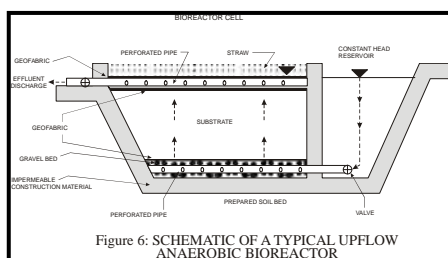 BIOREACTOR CELL
PERFORATED PIPE
STRAW
CONSTANT HEAD
RESERVOIR
GEOFABRIC
EFFLUENT
DISCHARGE
GEOFABRIC
SUBSTRATE
GRAVEL BED
IMPERMEABLE
CONSTRUCTION MATERIAL
PERFORATED PIPE
PREPARED SOIL BED
VALVE
Figure 6: SCHEMATIC OF A TYPICAL UPFLOW
ANAEROBIC BIOREACTOR